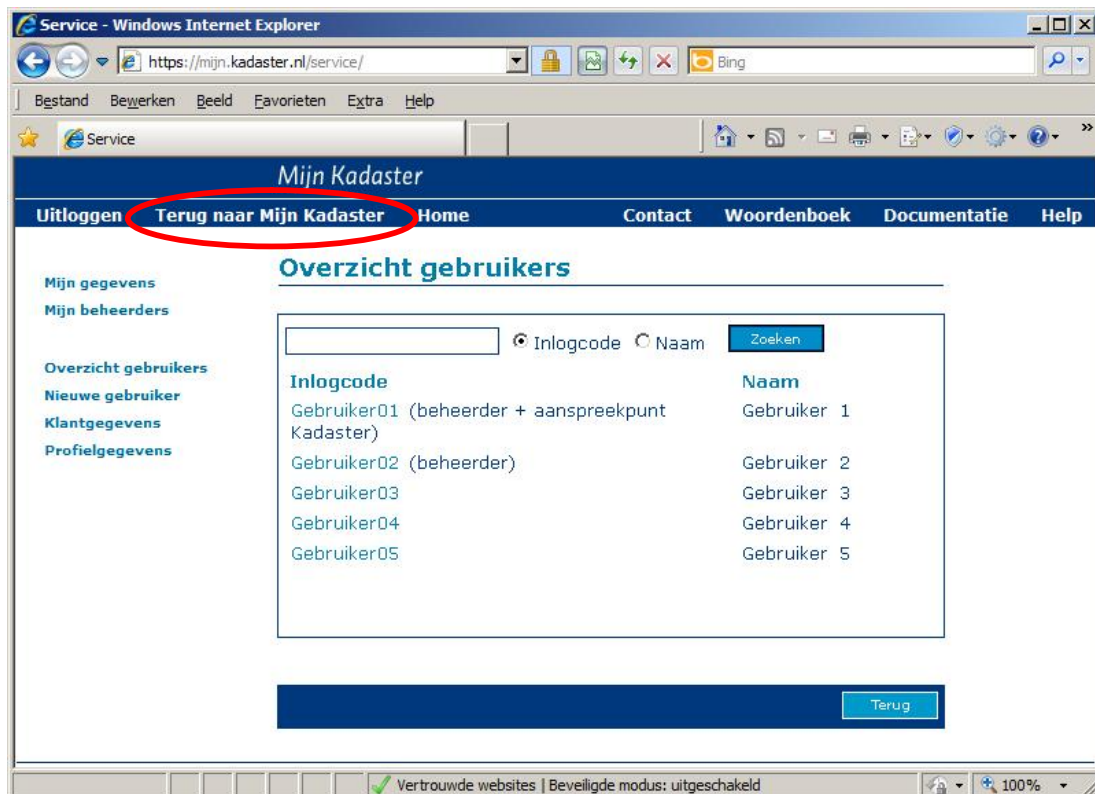 Service - Windows Internet Explorer
https://mijn.kadaster.nl/service/
Bing
Bestand Bewerken Beeld Favorieten Extra Help
Service
»
Mijn Kadaster
Uitloggen Terug naar Mijn Kadaster Home Contact Woordenboek Documentatie Help
Mijn gegevens
Mijn beheerders
Overzicht gebruikers
Nieuwe gebruiker
Klantgegevens
Profielgegevens
Overzicht gebruikers
Inlogcode Naam Zoeken
Inlogcode Naam
Gebruiker01 (beheerder + aanspreekpunt Gebruiker 1
Kadaster)
Gebruiker02 (beheerder) Gebruiker 2
Gebruiker03 Gebruiker 3
Gebruiker04 Gebruiker 4
Gebruiker05 Gebruiker 5
Terug
Vertrouwde websites | Beveiligde modus: uitgeschakeld 100%